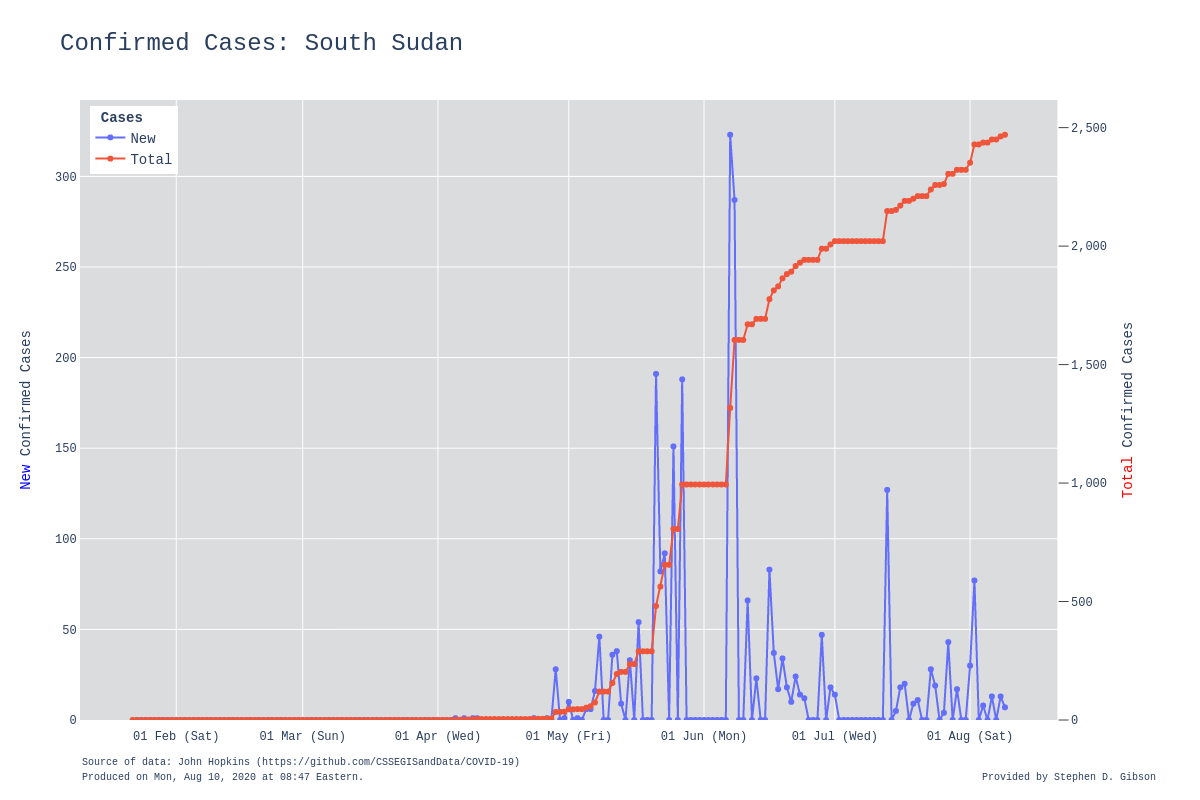 Confirmed Cases: South Sudan
Cases
New
Total
300
250
200
150
100
50
0
New Confirmed Cases
2,500
2,000
1,500
1,000
500
0
Total Confirmed Cases
01 Feb (Sat)
01 Mar (Sun)
01 Apr (Wed)
01 May (Fri)
01 Jun (Mon)
01 Jul (Wed)
01 Aug (Sat)
Source of data: John Hopkins (https://github.com/CSSEGISandData/COVID-19)
Produced on Mon, Aug 10, 2020 at 08:47 Eastern.
Provided by Stephen D. Gibson